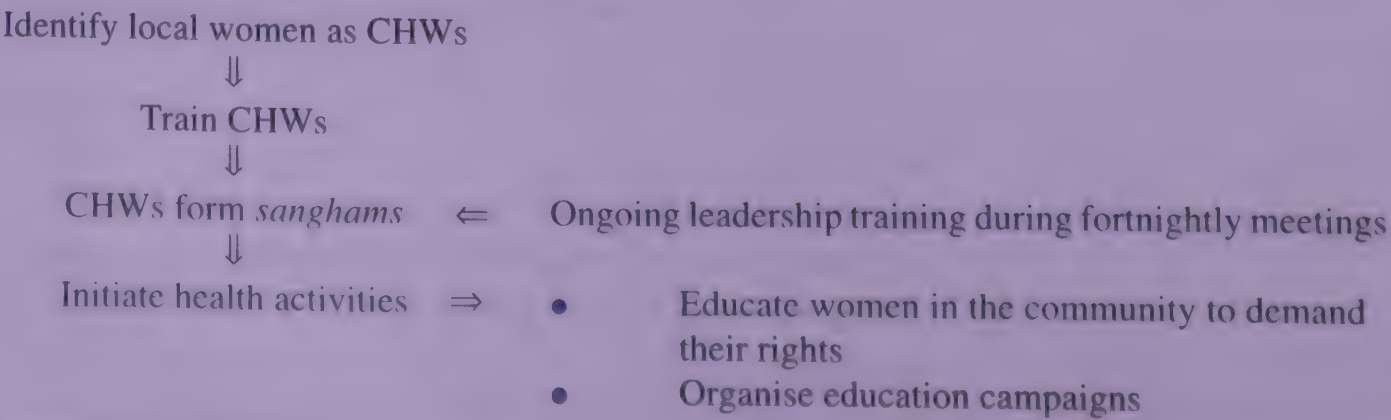 Identify local women as CHWs
⇓
Train CHWs
⇓
CHWs form sanghams ⇐ Ongoing leadership training during fortnightly meetings
⇓
Initiate health activities ⇒ • Educate women in the community to demand
their rights
• Organise education campaigns